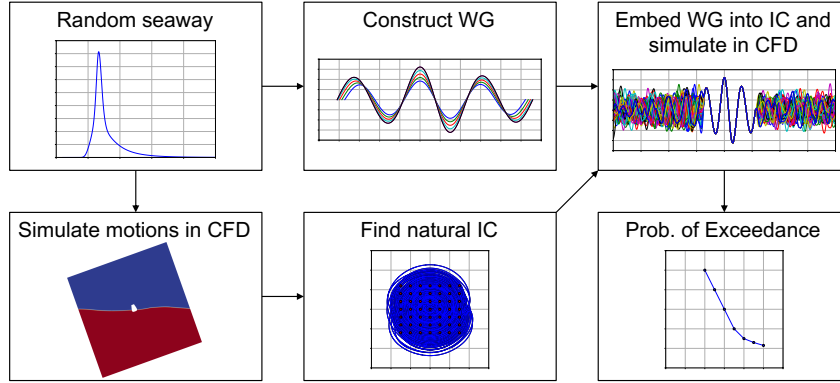 Random seaway
Construct WG
Embed WG into IC and
simulate in CFD
Simulate motions in CFD
Find natural IC
Prob. of Exceedance